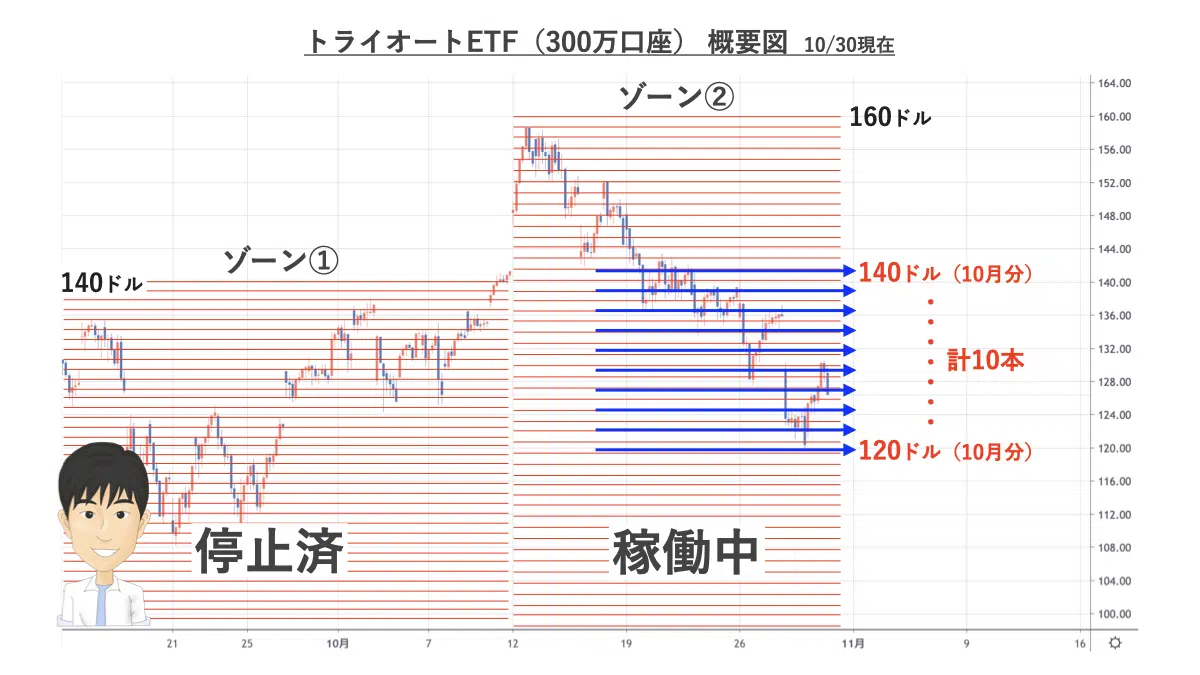 トライオートETF（300万口座） 概要図 10/30現在
ゾーン②
160ドル
ゾーン①
140ドル
140ドル（10月分）
計10本
120ドル（10月分）
停止済
稼働中
164.00
160.00
156.00
152.00
148.00
144.00
140.00
136.00
132.00
128.00
124.00
120.00
116.00
112.00
108.00
104.00
100.00
21 25 10月 7 12 19 26 11月 9 16